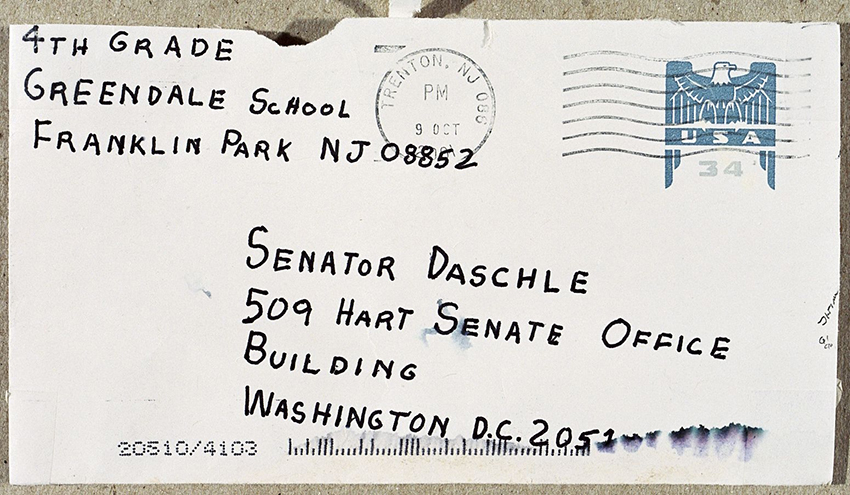 4TH GRADE
GREENDALE SCHOOL
FRANKLIN PARK NJ 08852
TRENTON, NJ 086
PM
9 OCT
USA
34
SENATOR DASCHLE
509 HART SENATE OFFICE
BUILDING
WASHINGTON D.C. 2051
20510/4103